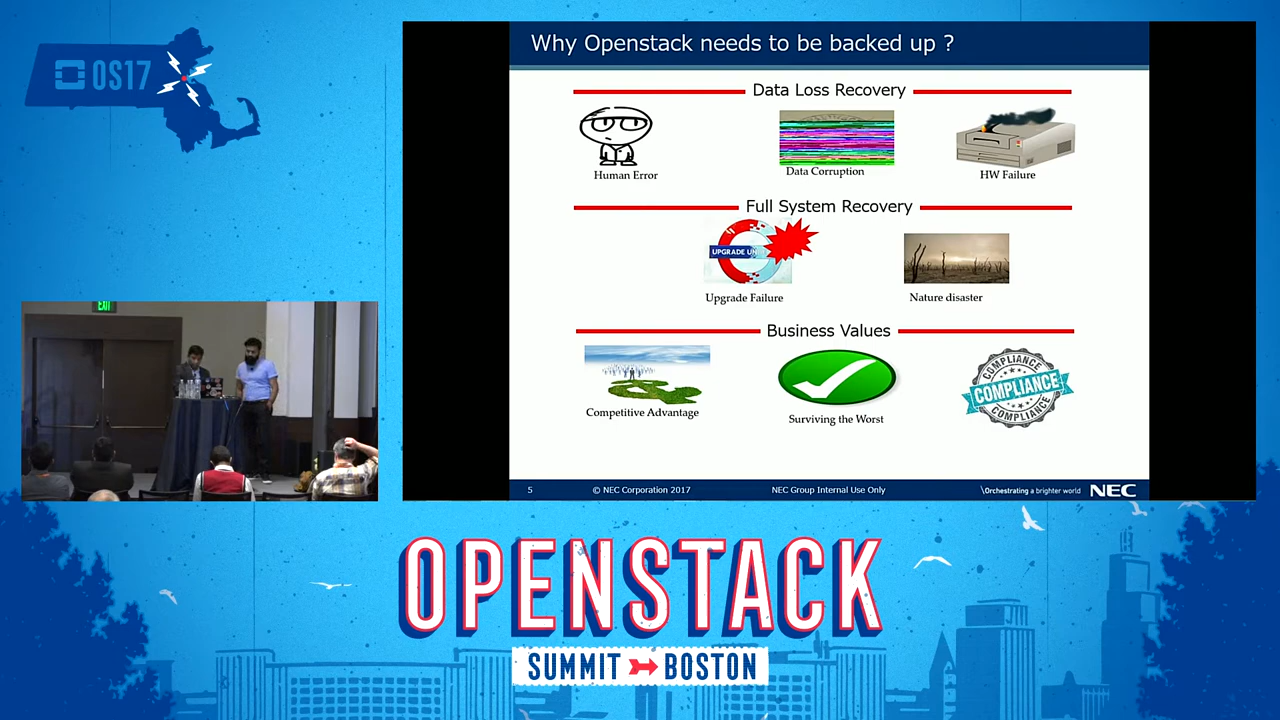 OS17
Why Openstack needs to be backed up ?
Data Loss Recovery
Human Error
Data Corruption
HW Failure
Full System Recovery
Upgrade Failure
Nature disaster
Business Values
Competitive Advantage
Surviving the Worst
COMPLIANCE
COMPLIANCE
COMPLIANCE
5
© NEC Corporation 2017
NEC Group Internal Use Only
\Orchestrating a brighter world
NEC
EXIT
OPENSTACK
SUMMIT BOSTON